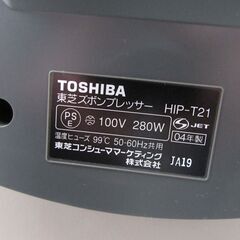 TOSHIBA
東芝ズボンプレッサー HIP-T21
PS E 100V 280W S JET
04年製
温度ヒューズ 99℃ 50-60Hz共用
東芝コンシューママーケティング
株式会社 JA19